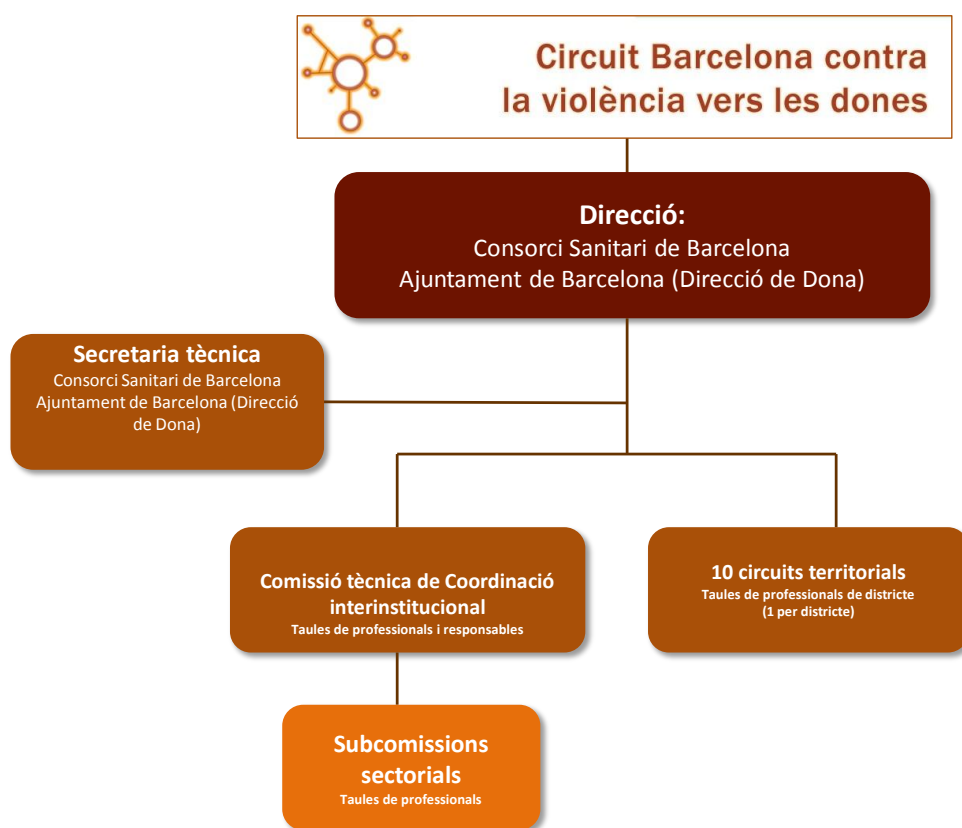 Circuit Barcelona contra
la violència vers les dones
Direcció:
Consorci Sanitari de Barcelona
Ajuntament de Barcelona (Direcció de Dona)
Secretaria tècnica
Consorci Sanitari de Barcelona
Ajuntament de Barcelona (Direcció
de Dona)
Comissió tècnica de Coordinació
interinstitucional
Taules de professionals i responsables
10 circuits territorials
Taules de professionals de districte
(1 per districte)
Subcomissions
sectorials
Taules de professionals